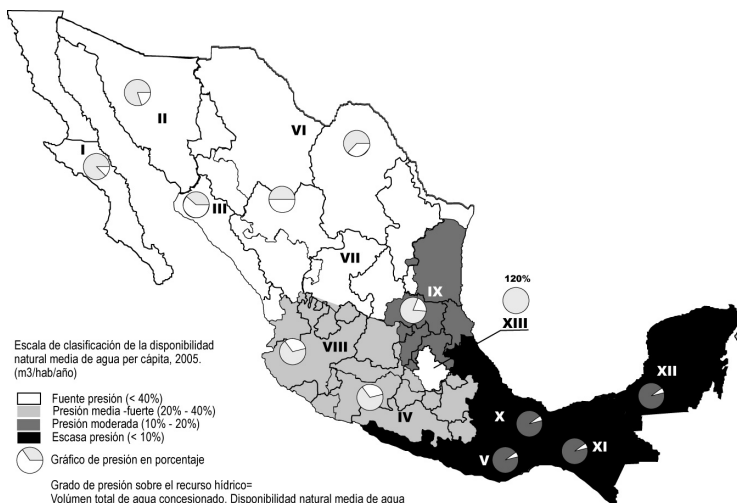 I
II
VI
III
VII
IX
120%
XIII
VIII
IV
XII
X
XI
V
Escala de clasificación de la disponibilidad
natural media de agua per cápita, 2005.
(m3/hab/año)
Fuente presión (< 40%)
Presión media -fuerte (20% - 40%)
Presión moderada (10% - 20%)
Escasa presión (< 10%)
Gráfico de presión en porcentaje
Grado de presión sobre el recurso hídrico=
Volúmen total de agua concesionado. Disponibilidad natural media de agua